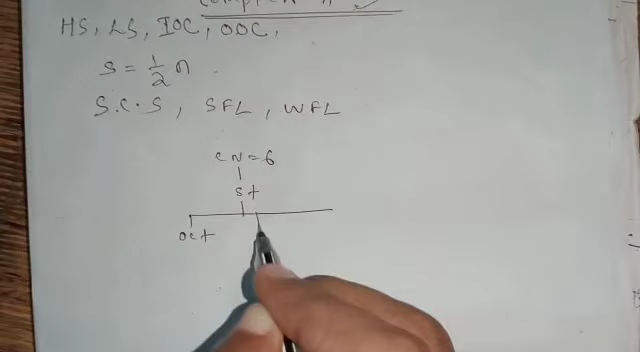 HS, LS, IOC, OOC,
S = 1/2 n
S.C.S, SFL, WFL
CN=6
St
Oct